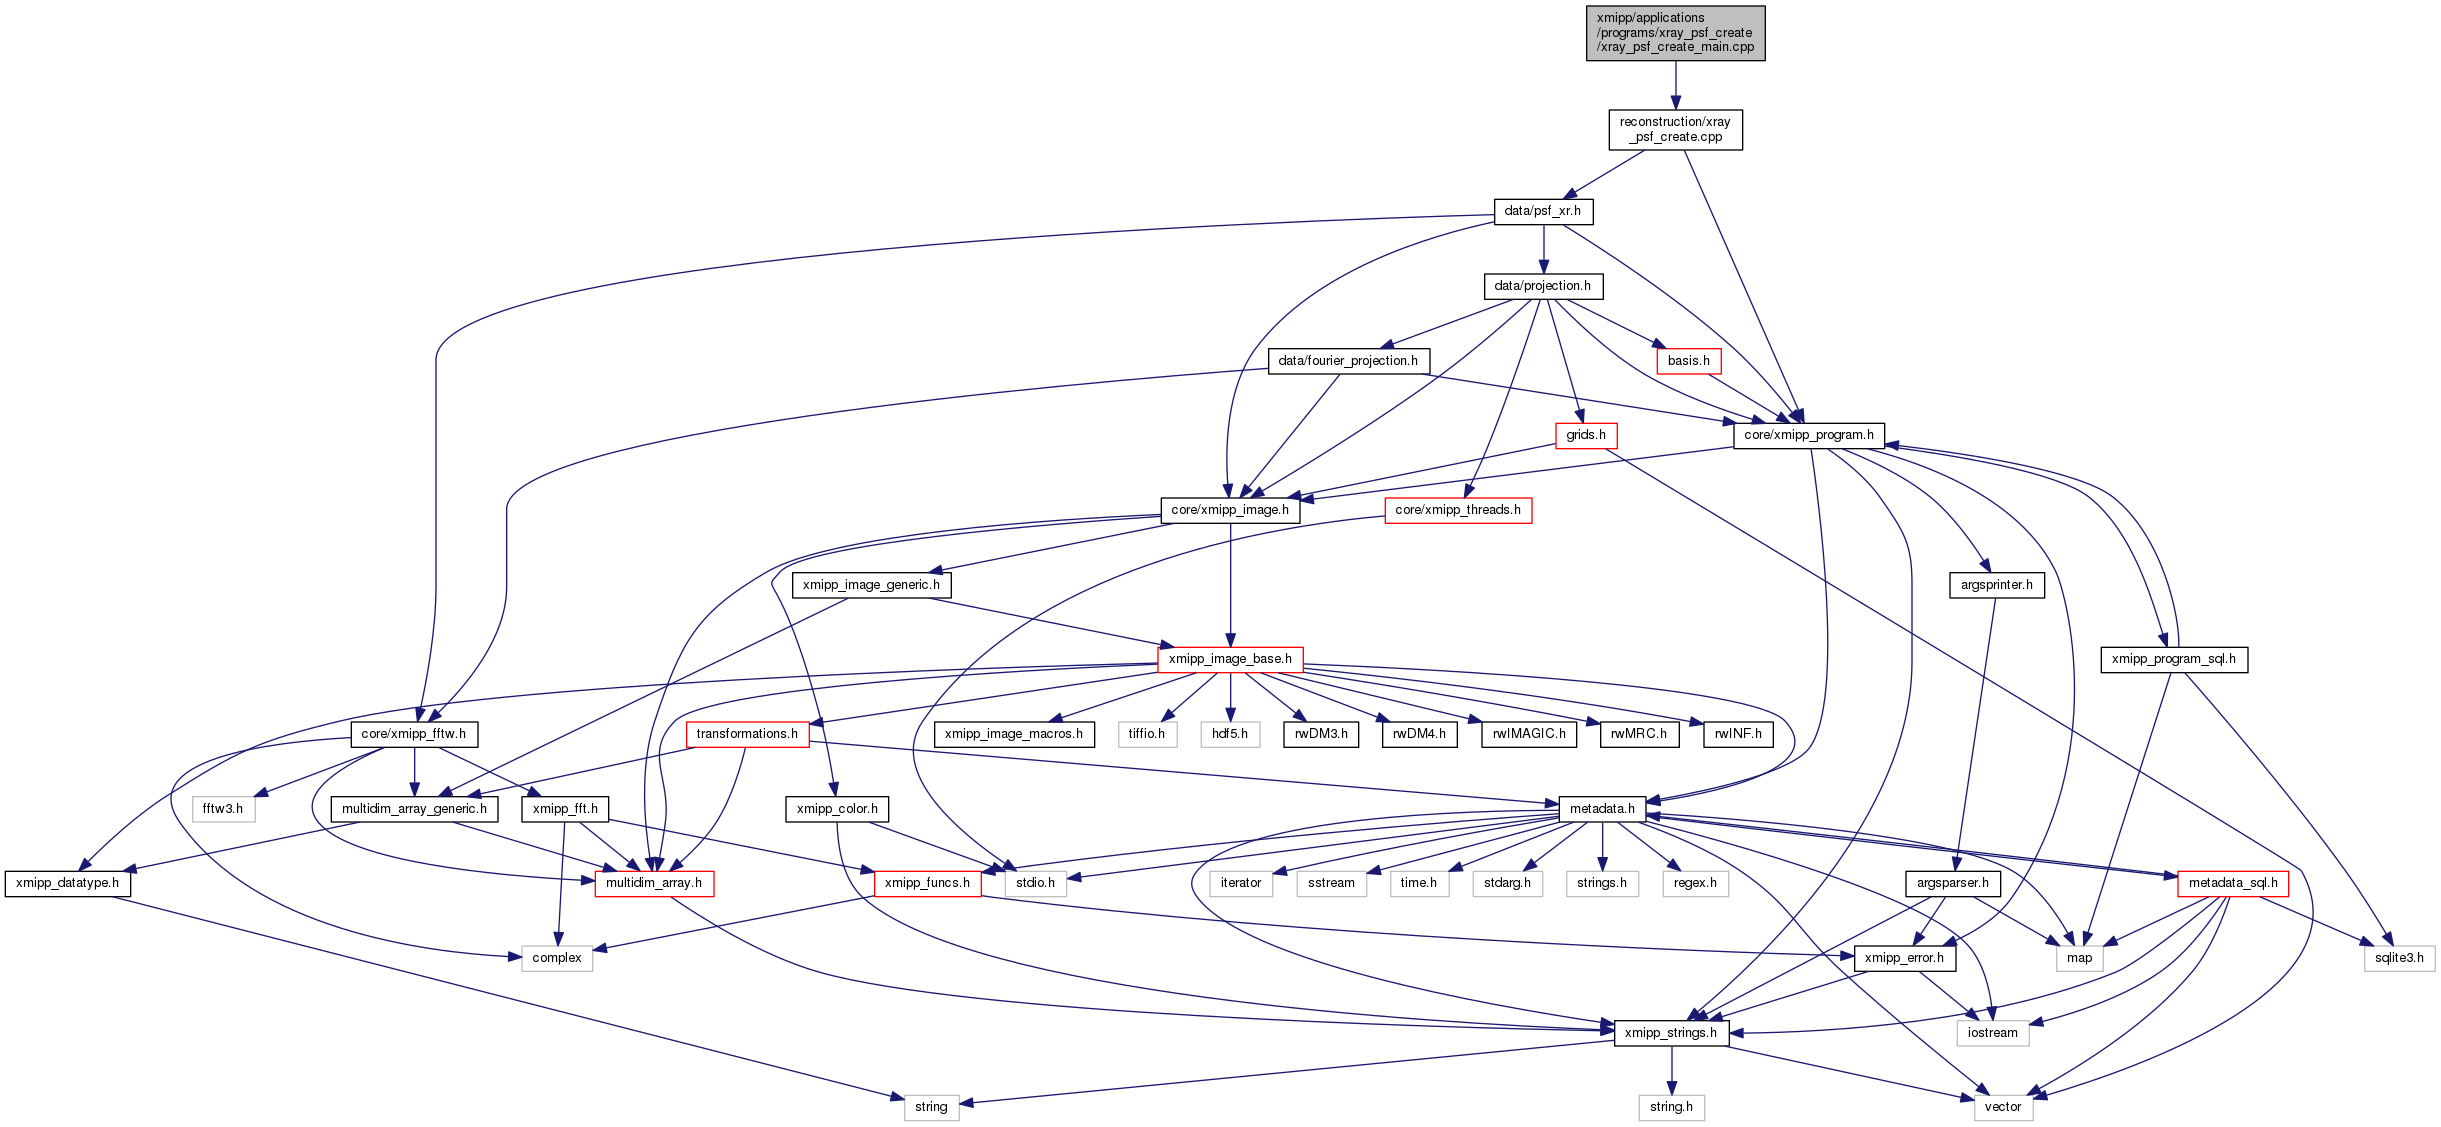 xmipp/applications
/programs/xray_psf_create
/xray_psf_create_main.cpp
reconstruction/xray
_psf_create.cpp
data/psf_xr.h
data/projection.h
data/fourier_projection.h
basis.h
grids.h
core/xmipp_program.h
core/xmipp_image.h
core/xmipp_threads.h
xmipp_image_generic.h
argsprinter.h
xmipp_image_base.h
xmipp_program_sql.h
core/xmipp_fftw.h
transformations.h
xmipp_image_macros.h
tiffio.h
hdf5.h
rwDM3.h
rwDM4.h
rwIMAGIC.h
rwMRC.h
rwINF.h
fftw3.h
multidim_array_generic.h
xmipp_fft.h
xmipp_color.h
metadata.h
xmipp_datatype.h
multidim_array.h
xmipp_funcs.h
stdio.h
iterator
sstream
time.h
stdarg.h
strings.h
regex.h
argsparser.h
metadata_sql.h
complex
xmipp_error.h
map
sqlite3.h
xmipp_strings.h
iostream
string
string.h
vector